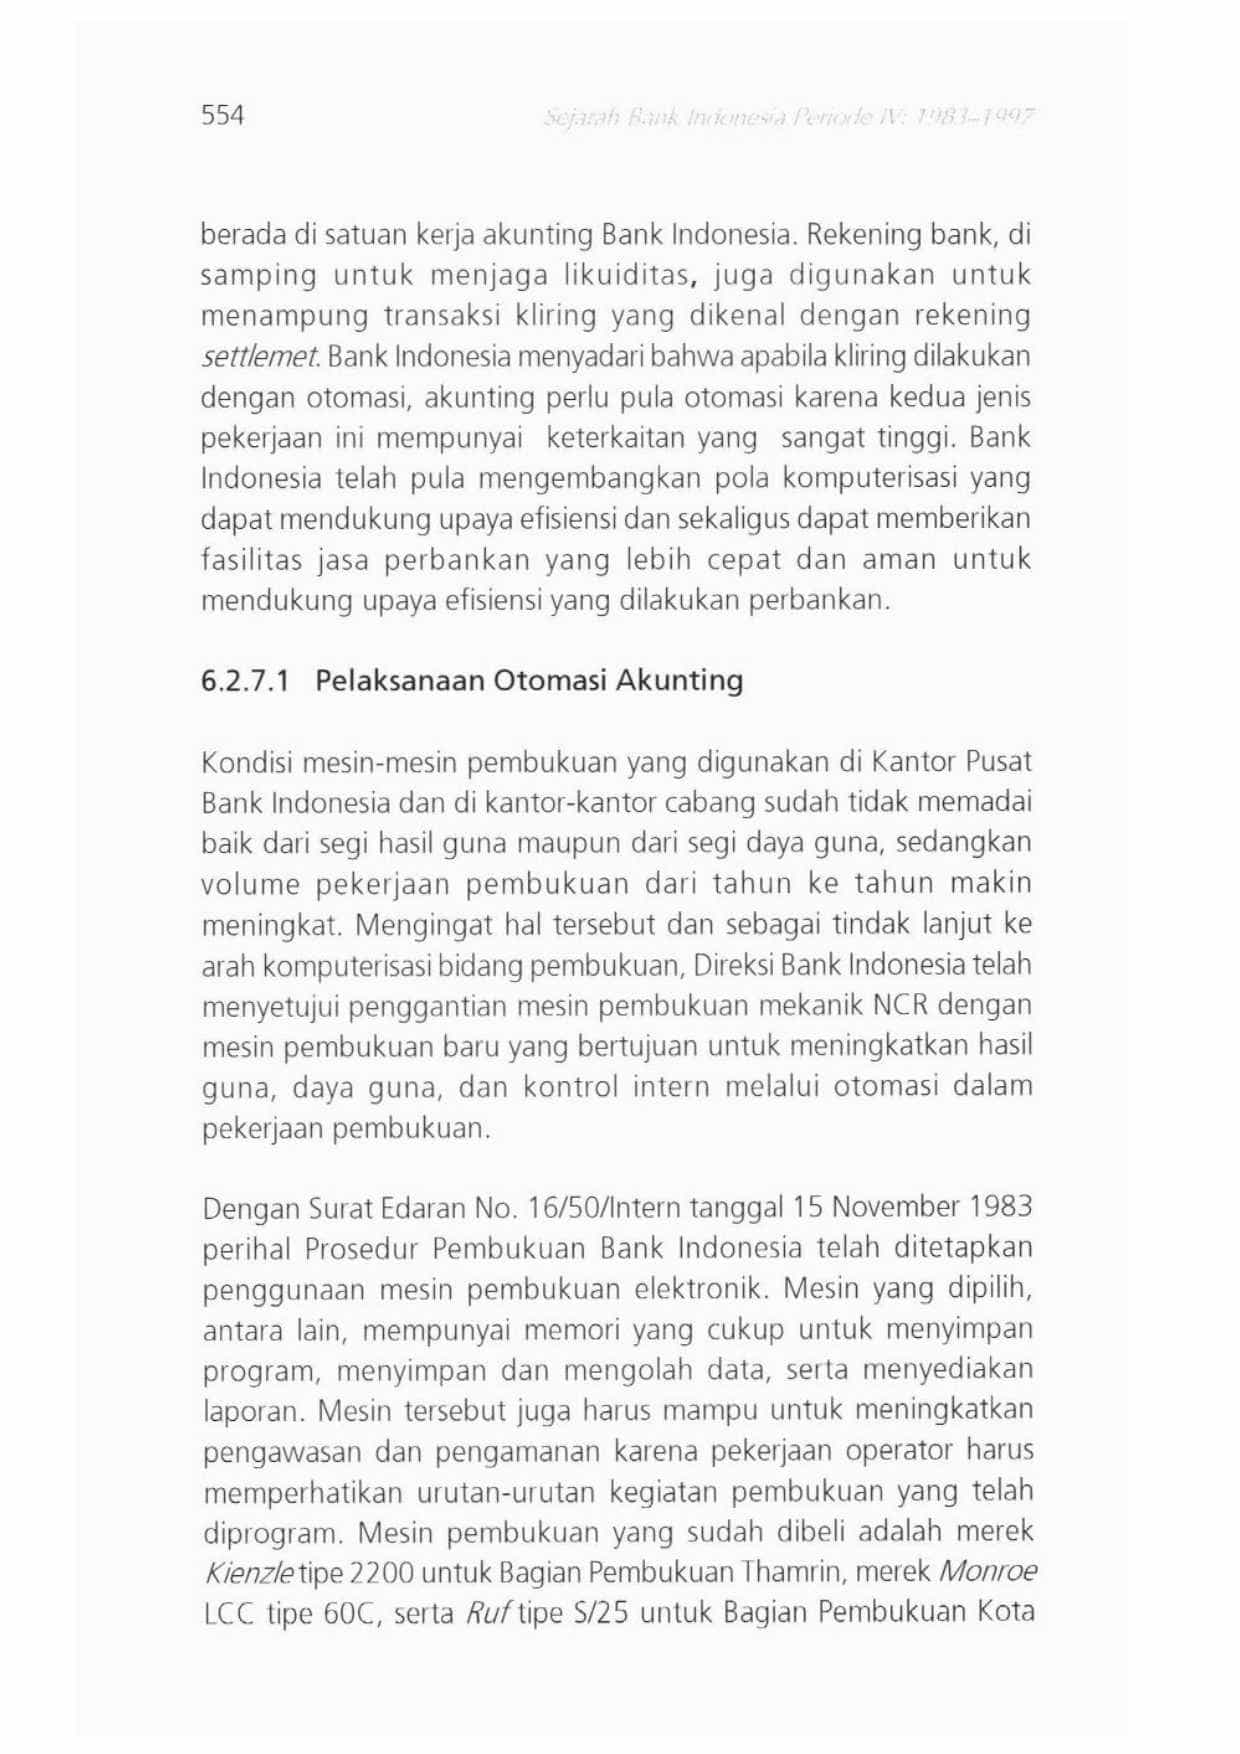 554
Sejarah Bank Indonesia Periode IV: 1983–1997
berada di satuan kerja akunting Bank Indonesia. Rekening bank, di
samping untuk menjaga likuiditas, juga digunakan untuk
menampung transaksi kliring yang dikenal dengan rekening
settlemet. Bank Indonesia menyadari bahwa apabila kliring dilakukan
dengan otomasi, akunting perlu pula otomasi karena kedua jenis
pekerjaan ini mempunyai keterkaitan yang sangat tinggi. Bank
Indonesia telah pula mengembangkan pola komputerisasi yang
dapat mendukung upaya efisiensi dan sekaligus dapat memberikan
fasilitas jasa perbankan yang lebih cepat dan aman untuk
mendukung upaya efisiensi yang dilakukan perbankan.
6.2.7.1 Pelaksanaan Otomasi Akunting
Kondisi mesin-mesin pembukuan yang digunakan di Kantor Pusat
Bank Indonesia dan di kantor-kantor cabang sudah tidak memadai
baik dari segi hasil guna maupun dari segi daya guna, sedangkan
volume pekerjaan pembukuan dari tahun ke tahun makin
meningkat. Mengingat hal tersebut dan sebagai tindak lanjut ke
arah komputerisasi bidang pembukuan, Direksi Bank Indonesia telah
menyetujui penggantian mesin pembukuan mekanik NCR dengan
mesin pembukuan baru yang bertujuan untuk meningkatkan hasil
guna, daya guna, dan kontrol intern melalui otomasi dalam
pekerjaan pembukuan.
Dengan Surat Edaran No. 16/50/Intern tanggal 15 November 1983
perihal Prosedur Pembukuan Bank Indonesia telah ditetapkan
penggunaan mesin pembukuan elektronik. Mesin yang dipilih,
antara lain, mempunyai memori yang cukup untuk menyimpan
program, menyimpan dan mengolah data, serta menyediakan
laporan. Mesin tersebut juga harus mampu untuk meningkatkan
pengawasan dan pengamanan karena pekerjaan operator harus
memperhatikan urutan-urutan kegiatan pembukuan yang telah
diprogram. Mesin pembukuan yang sudah dibeli adalah merek
Kienzle tipe 2200 untuk Bagian Pembukuan Thamrin, merek Monroe
LCC tipe 60C, serta Ruf tipe S/25 untuk Bagian Pembukuan Kota